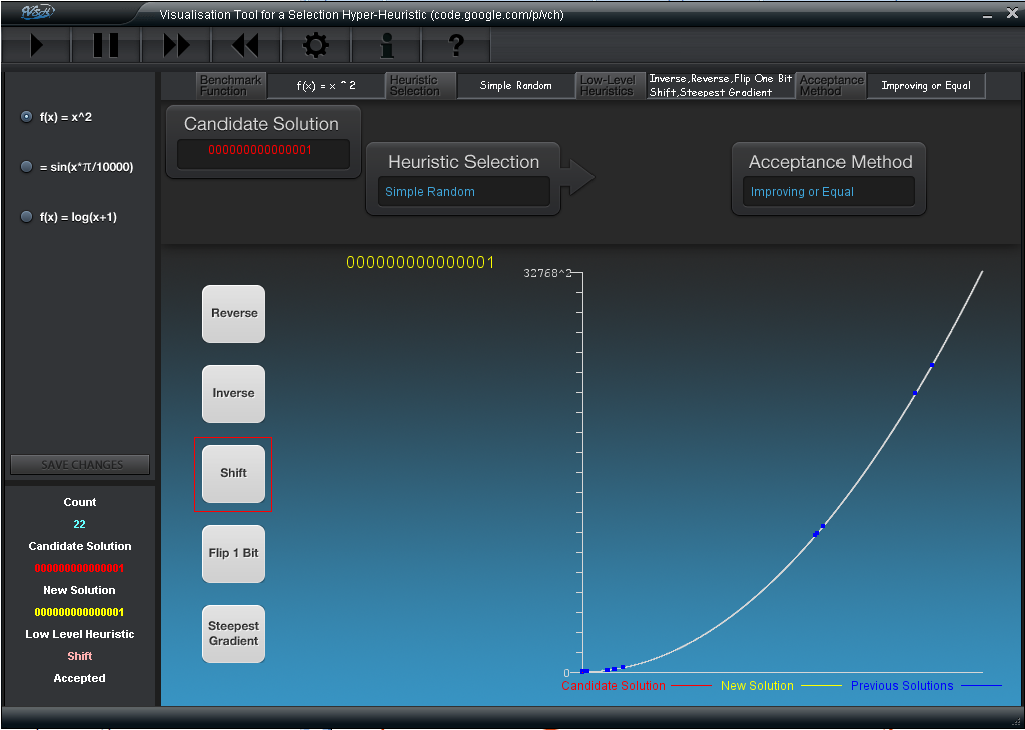 Visualisation Tool for a Selection Hyper-Heuristic (code.google.com/p/vch)
Benchmark Function
f(x) = x ^ 2
Heuristic Selection
Simple Random
Low-Level Heuristics
Inverse,Reverse,Flip One Bit
Shift,Steepest Gradient
Acceptance Method
Improving or Equal
f(x) = x^2
= sin(x*π/10000)
f(x) = log(x+1)
Candidate Solution
000000000000001
Heuristic Selection
Simple Random
Acceptance Method
Improving or Equal
000000000000001
32768^2
Reverse
Inverse
Shift
Flip 1 Bit
Steepest
Gradient
0
Candidate Solution
New Solution
Previous Solutions
SAVE CHANGES
Count
22
Candidate Solution
000000000000001
New Solution
000000000000001
Low Level Heuristic
Shift
Accepted